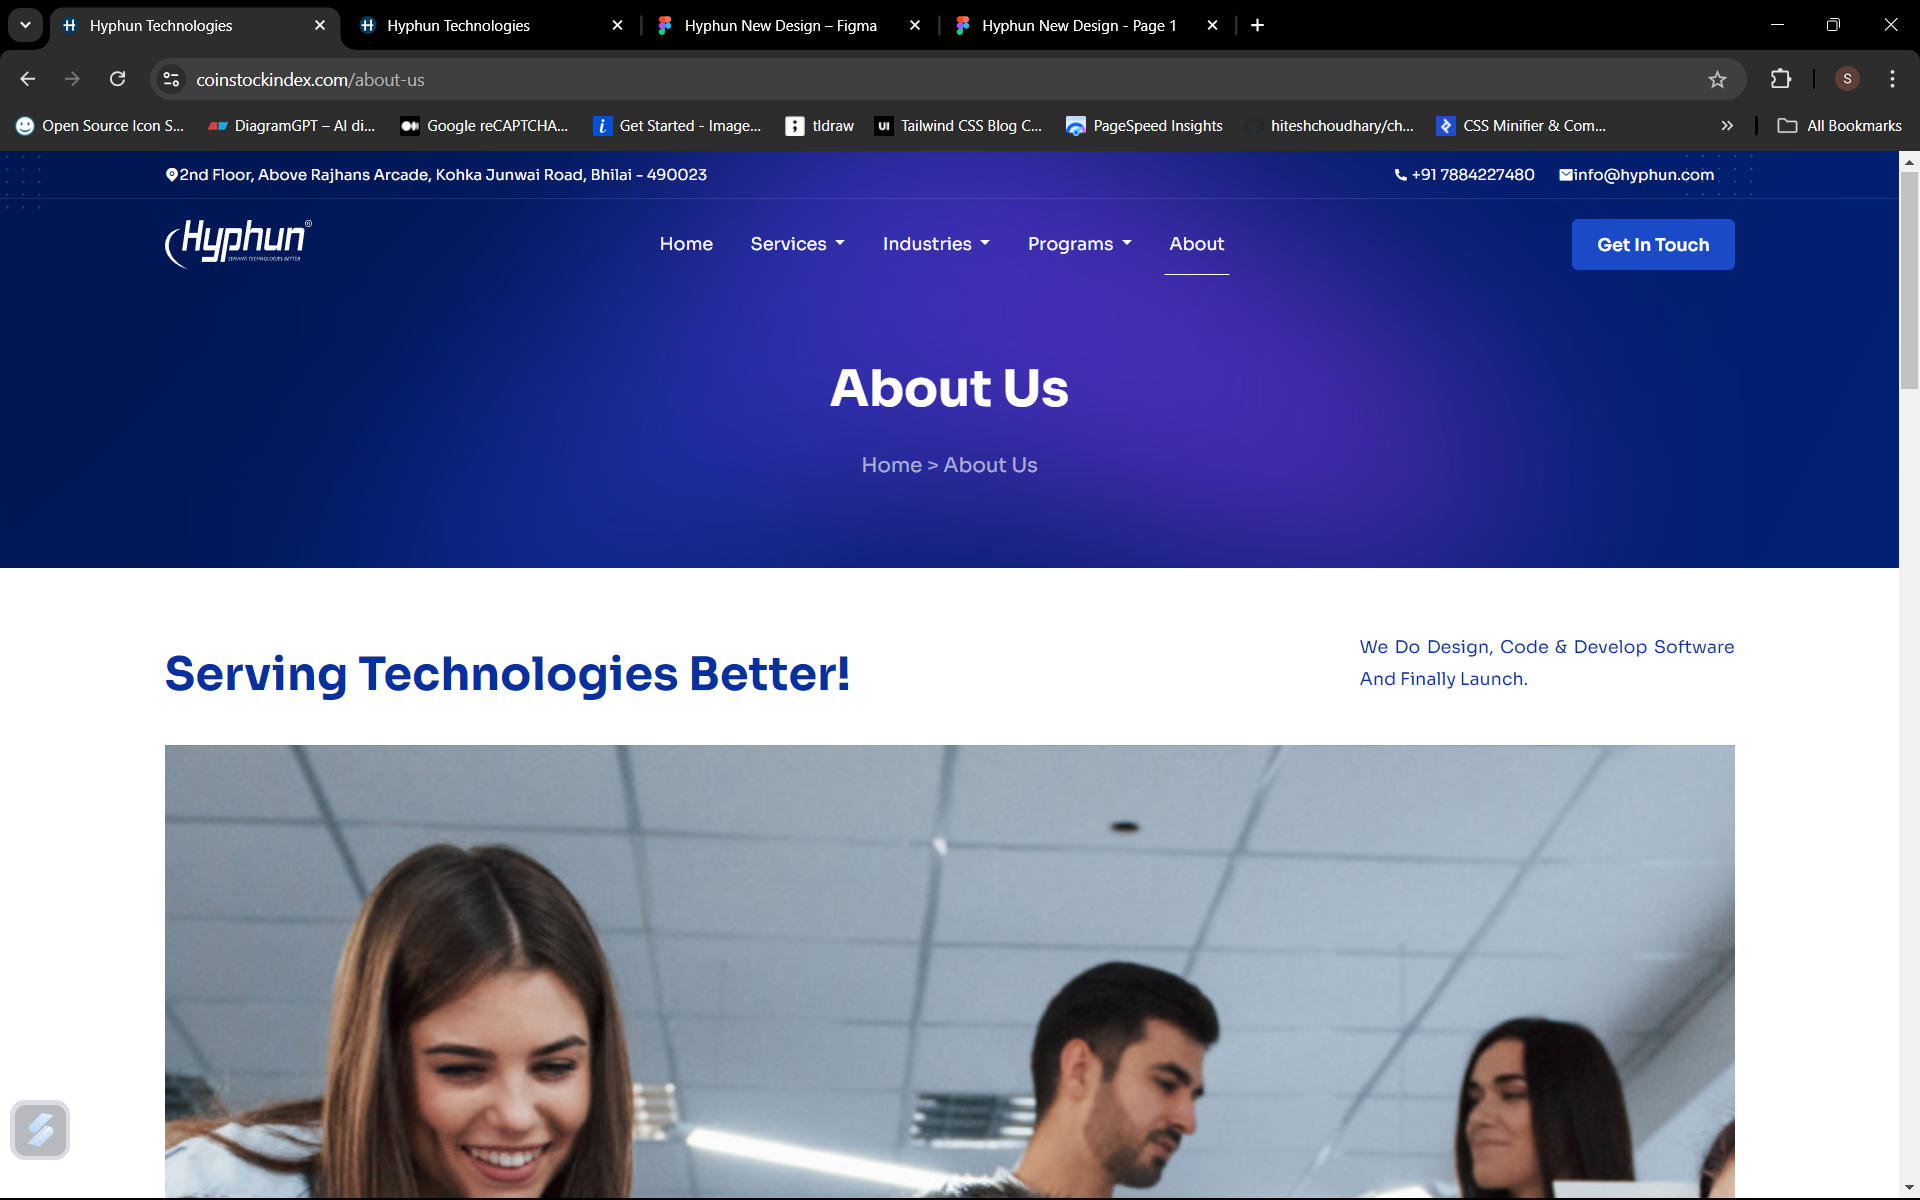 Hyphun Technologies
Hyphun Technologies
Hyphun New Design – Figma
Hyphun New Design - Page 1
coinstockindex.com/about-us
S
Open Source Icon S...
DiagramGPT – AI di...
Google reCAPTCHA...
Get Started - Image...
tldraw
UI
Tailwind CSS Blog C...
PageSpeed Insights
hiteshchoudhary/ch...
CSS Minifier & Com...
All Bookmarks
2nd Floor, Above Rajhans Arcade, Kohka Junwai Road, Bhilai - 490023
+91 7884227480
info@hyphun.com
Hyphun®
SERVING TECHNOLOGIES BETTER
Home
Services
Industries
Programs
About
Get In Touch
About Us
Home > About Us
Serving Technologies Better!
We Do Design, Code & Develop Software
And Finally Launch.